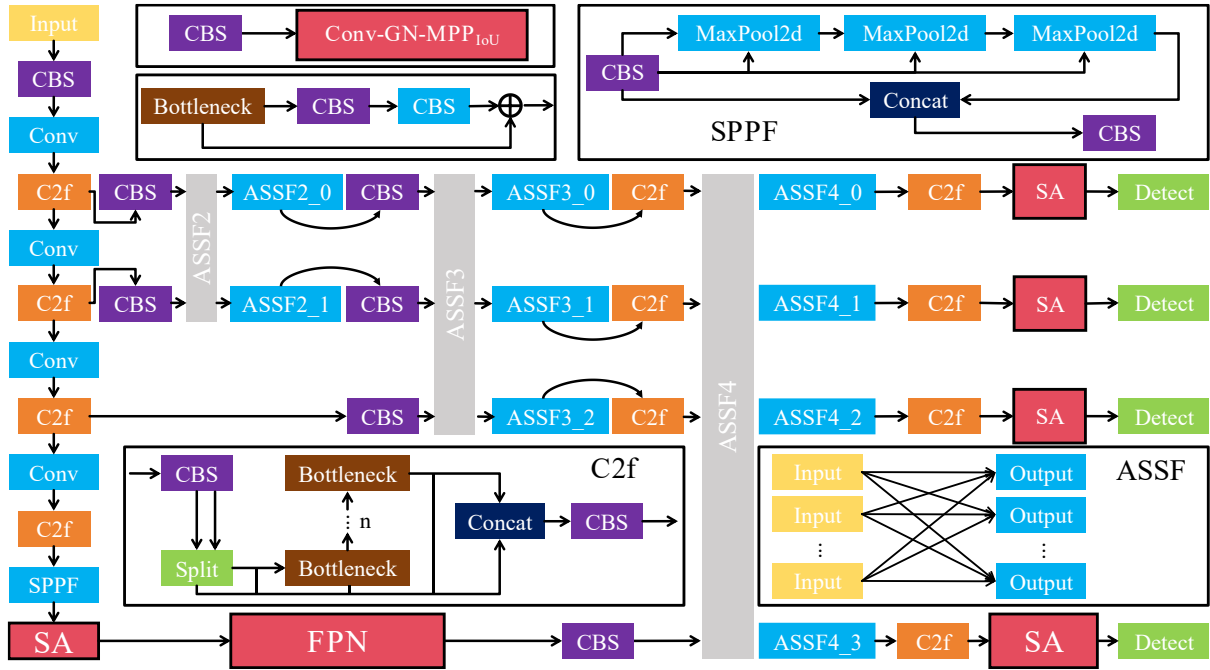 Input
CBS
Conv-GN-MPP_IoU
MaxPool2d
MaxPool2d
MaxPool2d
CBS
CBS
Bottleneck
CBS
CBS
Concat
Conv
SPPF
CBS
C2f
CBS
ASSF2
ASSF2_0
CBS
ASSF3
ASSF3_0
C2f
ASSF4
ASSF4_0
C2f
SA
Detect
Conv
C2f
CBS
ASSF2_1
CBS
ASSF3_1
C2f
ASSF4_1
C2f
SA
Detect
Conv
C2f
CBS
ASSF3_2
C2f
ASSF4_2
C2f
SA
Detect
Conv
CBS
Bottleneck
C2f
Input
Output
ASSF
C2f
⋮ n
Concat
CBS
Input
Output
⋮
⋮
SPPF
Split
Bottleneck
Input
Output
SA
FPN
CBS
ASSF4_3
C2f
SA
Detect